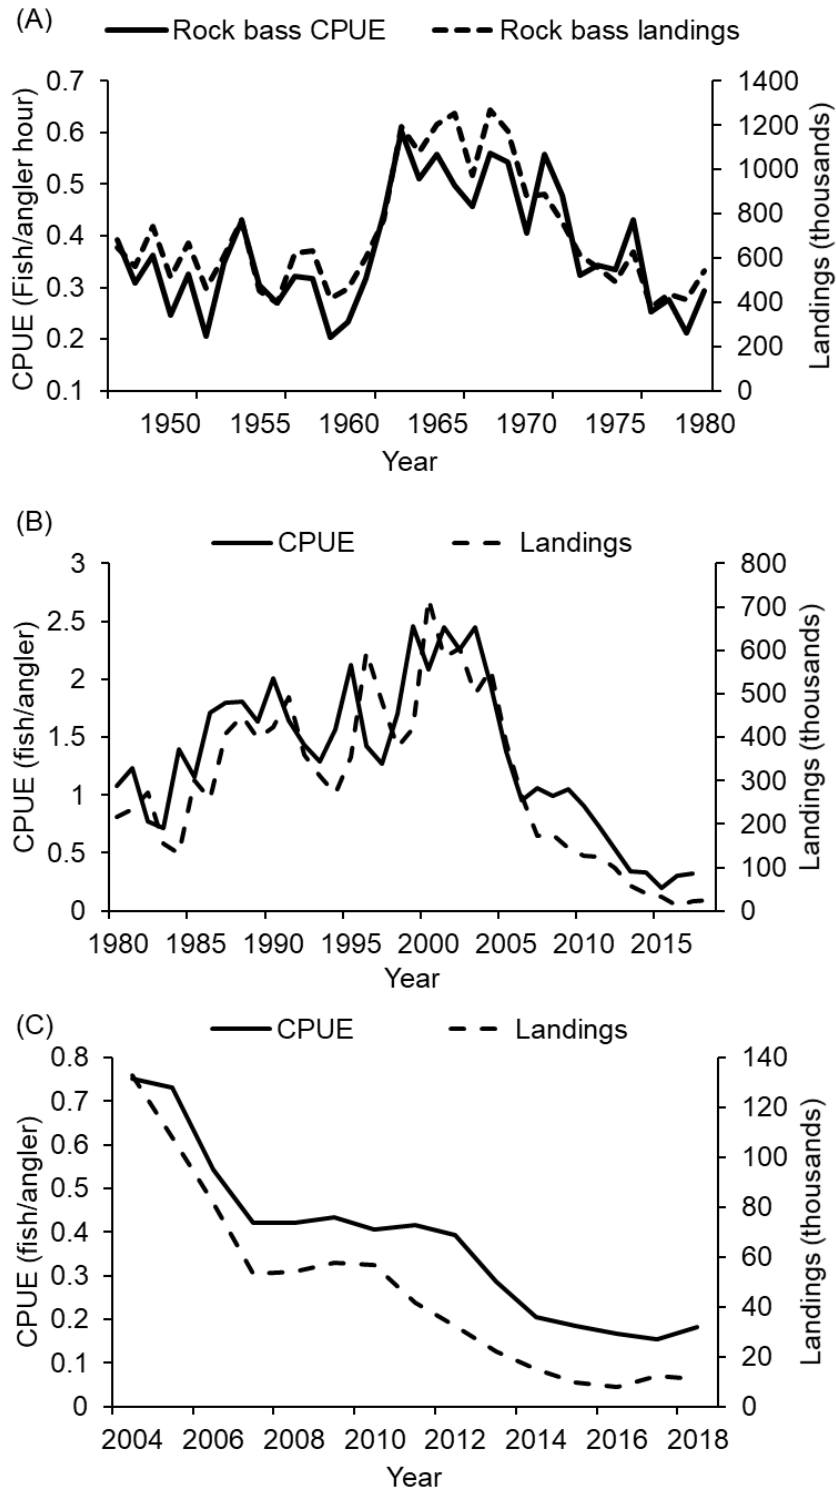 (A)
Rock bass CPUE Rock bass landings
CPUE (Fish/angler hour)
0.7
0.6
0.5
0.4
0.3
0.2
0.1
1400
1200
1000
800
600
400
200
0
Landings (thousands)
1950 1955 1960 1965 1970 1975 1980
Year
(B)
CPUE Landings
CPUE (fish/angler)
3
2.5
2
1.5
1
0.5
0
800
700
600
500
400
300
200
100
0
Landings (thousands)
1980 1985 1990 1995 2000 2005 2010 2015
Year
(C)
CPUE Landings
CPUE (fish/angler)
0.8
0.7
0.6
0.5
0.4
0.3
0.2
0.1
0
140
120
100
80
60
40
20
0
Landings (thousands)
2004 2006 2008 2010 2012 2014 2016 2018
Year